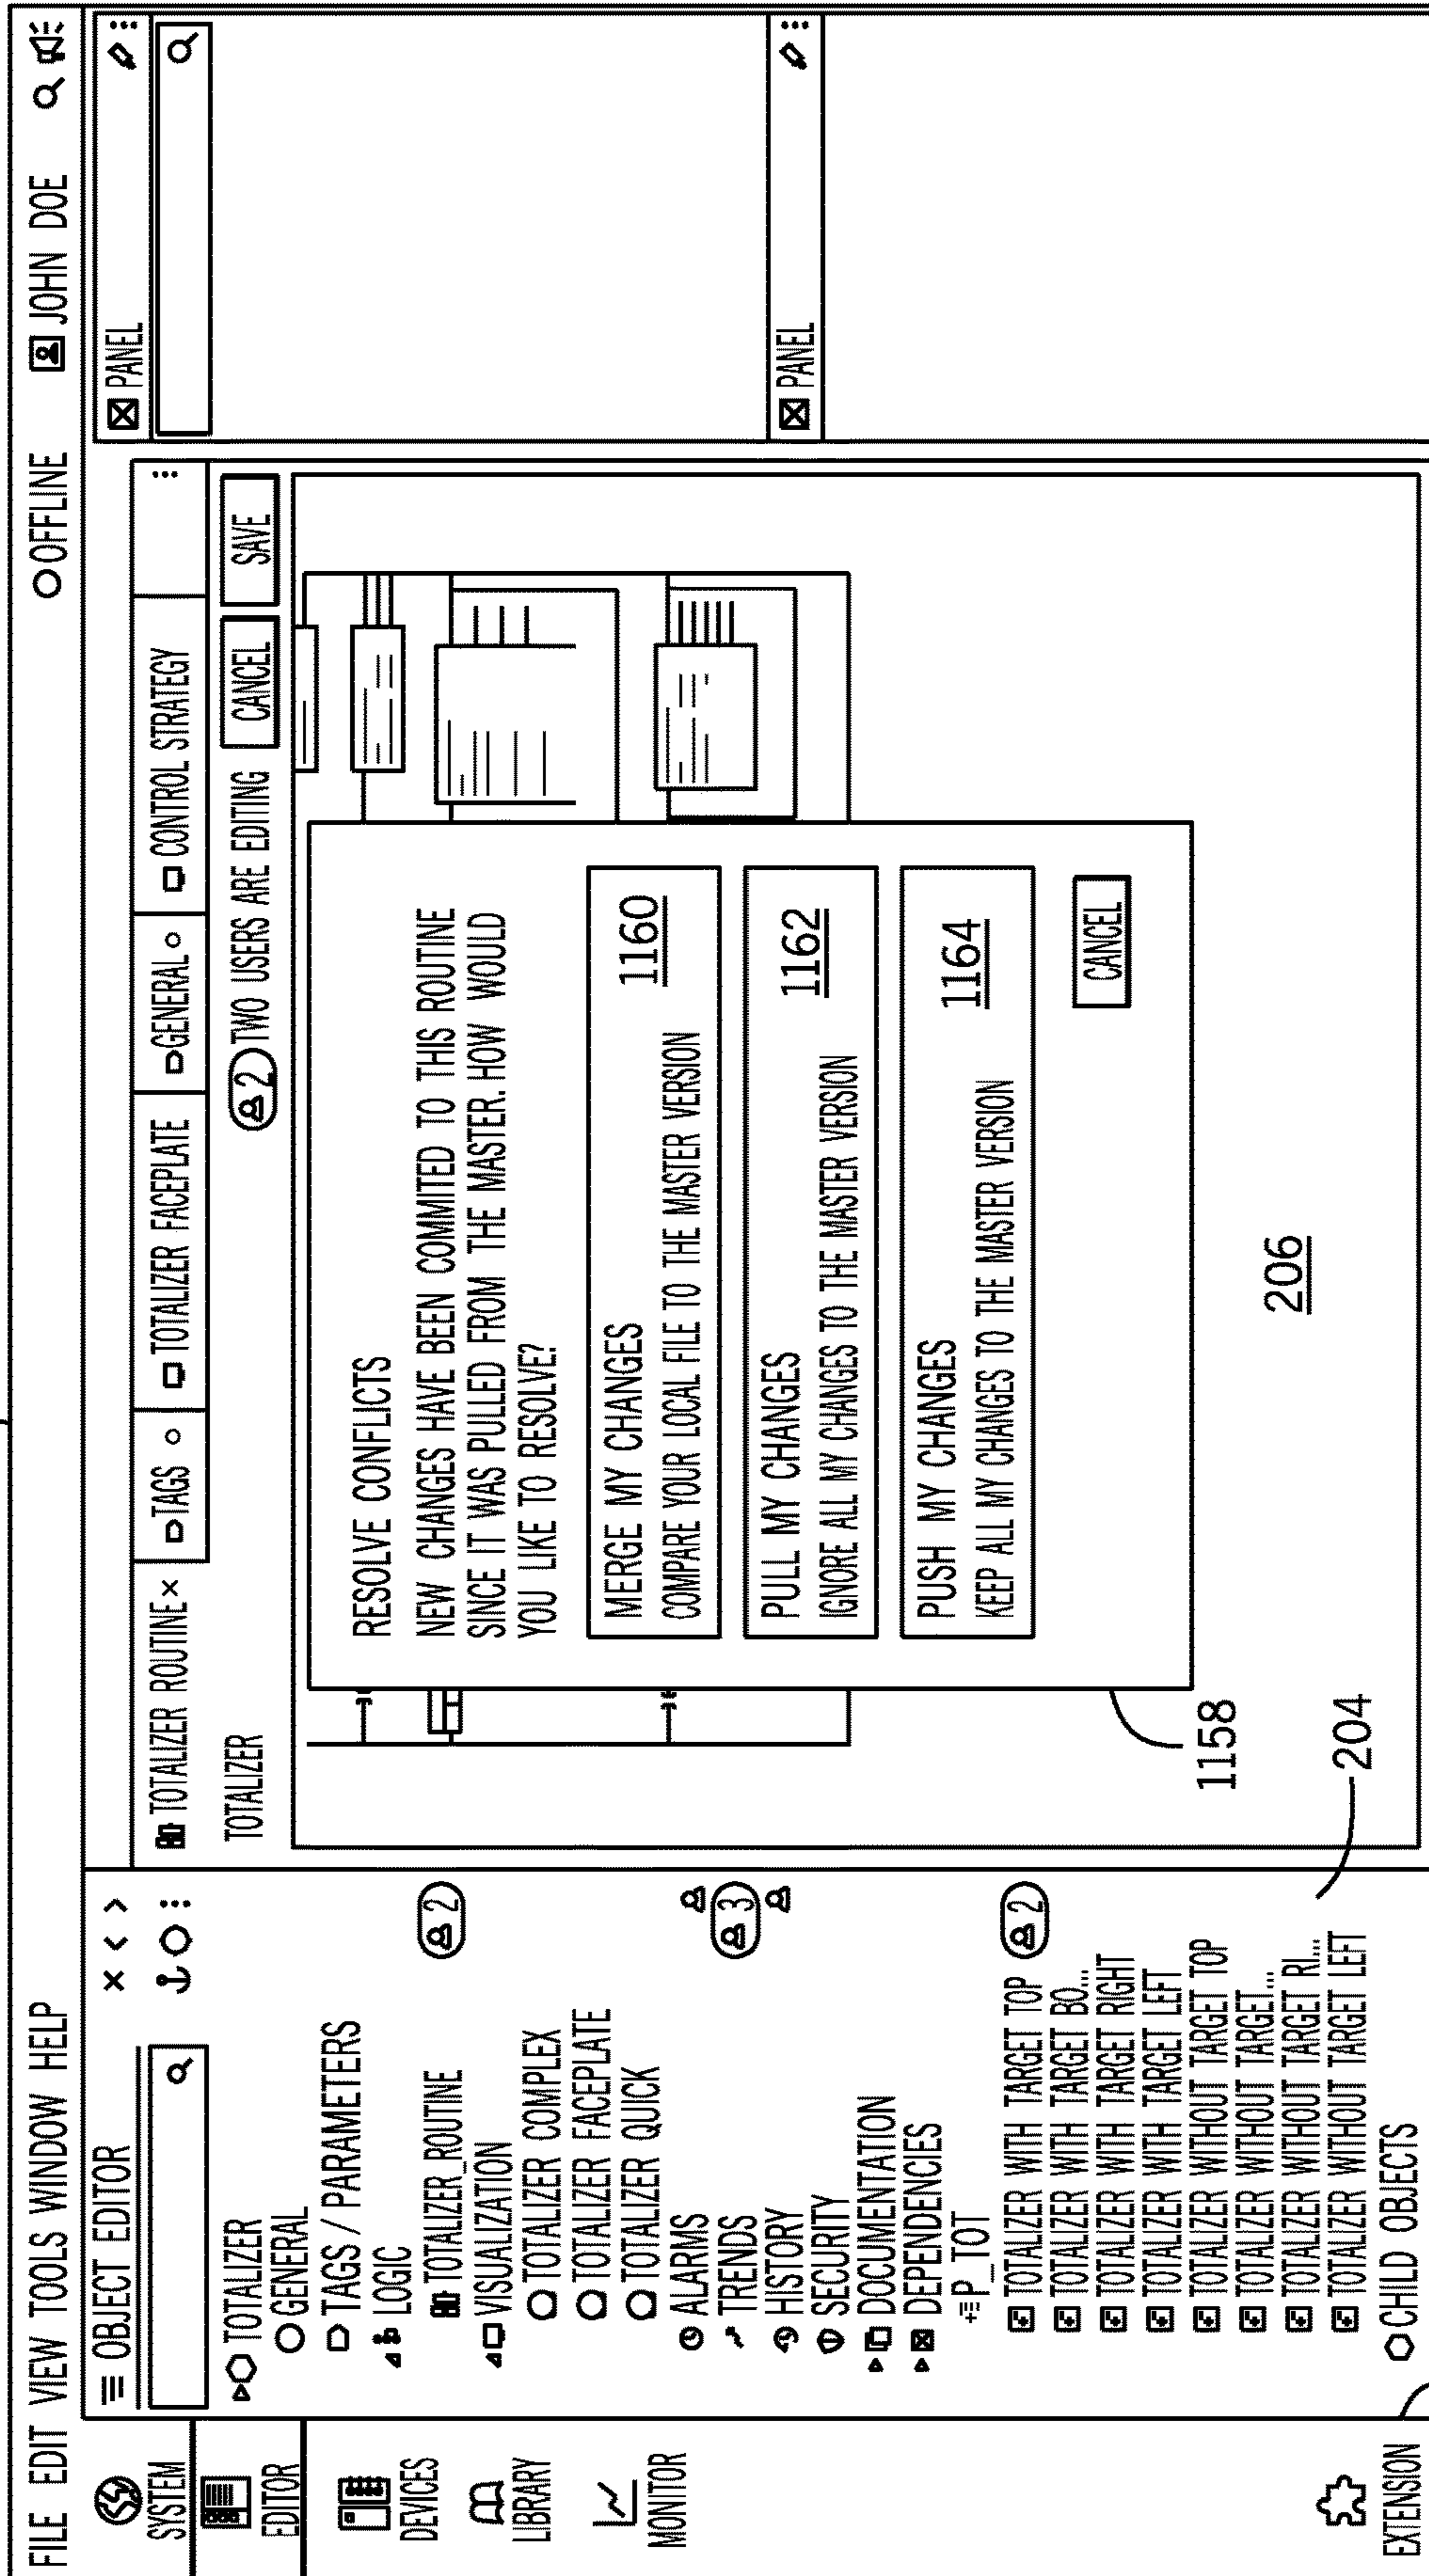 FILE EDIT VIEW TOOLS WINDOW HELP
OFFLINE
JOHN DOE
SYSTEM
EDITOR
DEVICES
LIBRARY
MONITOR
EXTENSION
OBJECT EDITOR
TOTALIZER
GENERAL
TAGS / PARAMETERS
LOGIC
TOTALIZER_ROUTINE 2
VISUALIZATION
TOTALIZER COMPLEX
TOTALIZER FACEPLATE
TOTALIZER QUICK
ALARMS
TRENDS 3
HISTORY
SECURITY
DOCUMENTATION
DEPENDENCIES
P_TOT
TOTALIZER WITH TARGET TOP 2
TOTALIZER WITH TARGET BO...
TOTALIZER WITH TARGET RIGHT
TOTALIZER WITH TARGET LEFT
TOTALIZER WITHOUT TARGET TOP
TOTALIZER WITHOUT TARGET...
TOTALIZER WITHOUT TARGET RI...
TOTALIZER WITHOUT TARGET LEFT
CHILD OBJECTS
204
TOTALIZER ROUTINE ×
TAGS
TOTALIZER FACEPLATE
GENERAL
CONTROL STRATEGY
TOTALIZER
2 TWO USERS ARE EDITING
CANCEL
SAVE
RESOLVE CONFLICTS
NEW CHANGES HAVE BEEN COMMITED TO THIS ROUTINE
SINCE IT WAS PULLED FROM THE MASTER. HOW WOULD
YOU LIKE TO RESOLVE?
MERGE MY CHANGES
1160
COMPARE YOUR LOCAL FILE TO THE MASTER VERSION
PULL MY CHANGES
1162
IGNORE ALL MY CHANGES TO THE MASTER VERSION
PUSH MY CHANGES
1164
KEEP ALL MY CHANGES TO THE MASTER VERSION
CANCEL
1158
206
PANEL
PANEL